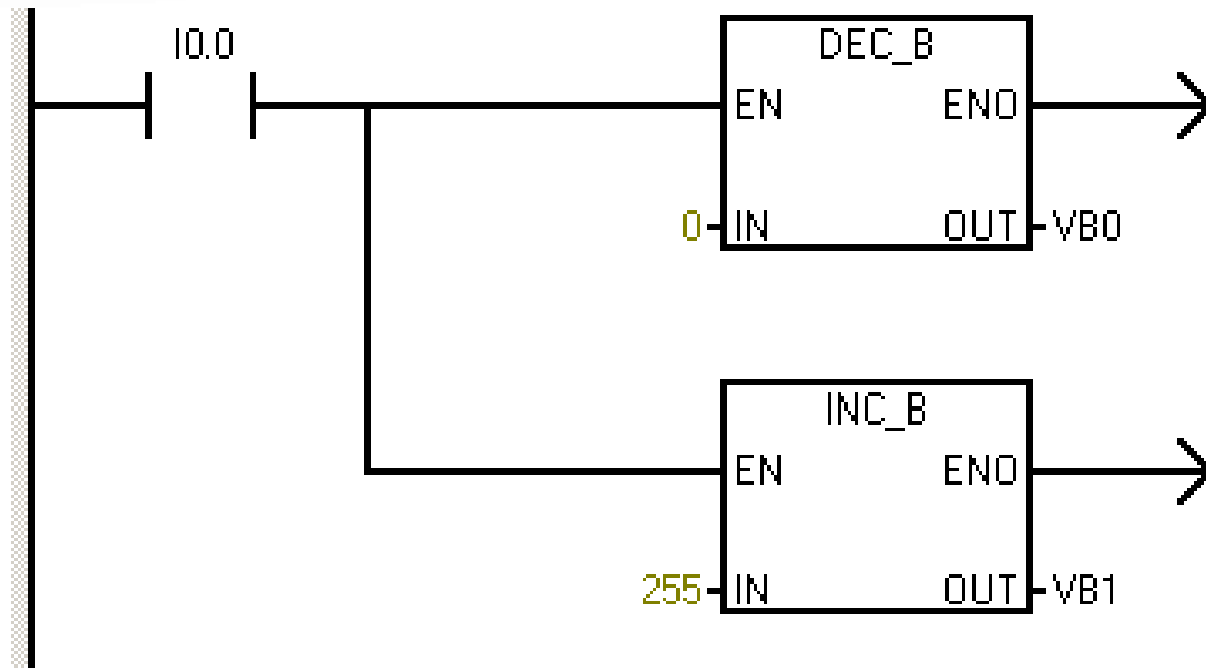 I0.0
DEC_B
EN ENO
0 IN OUT VB0
INC_B
EN ENO
255 IN OUT VB1